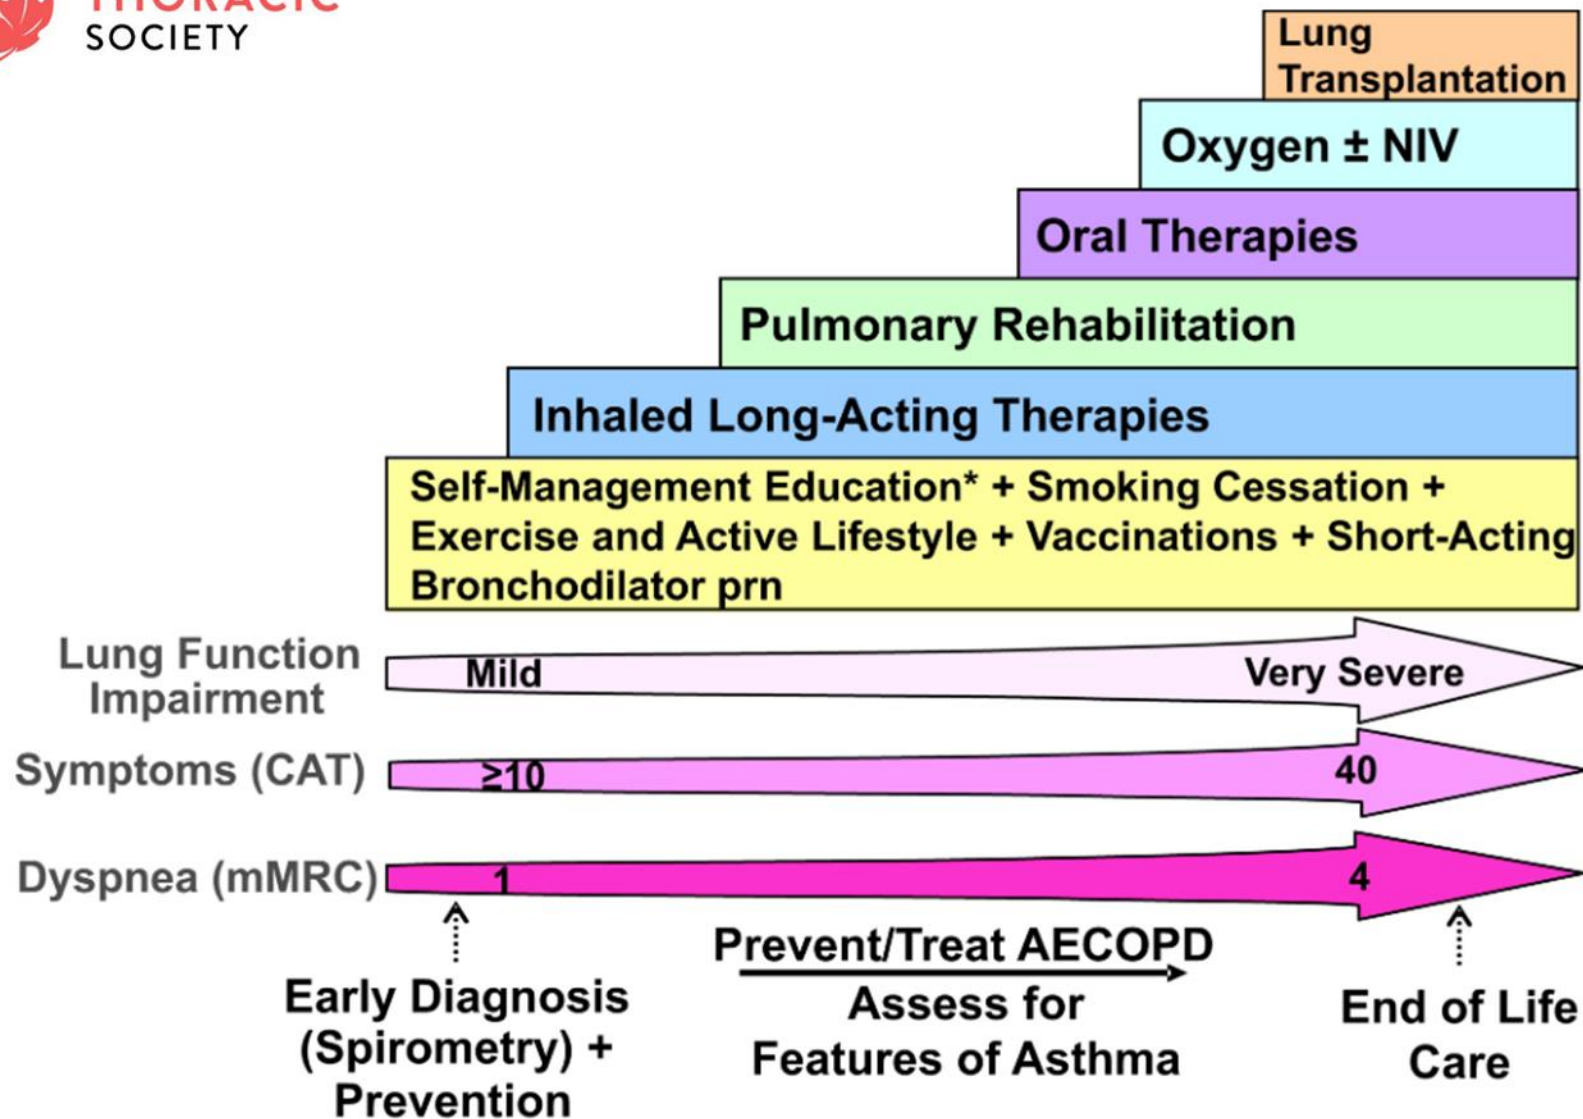 THORACIC
SOCIETY
Lung
Transplantation
Oxygen ± NIV
Oral Therapies
Pulmonary Rehabilitation
Inhaled Long-Acting Therapies
Self-Management Education* + Smoking Cessation +
Exercise and Active Lifestyle + Vaccinations + Short-Acting
Bronchodilator prn
Lung Function
Impairment
Mild
Very Severe
Symptoms (CAT)
≥10
40
Dyspnea (mMRC)
1
4
Early Diagnosis
(Spirometry) +
Prevention
Prevent/Treat AECOPD
Assess for
Features of Asthma
End of Life
Care